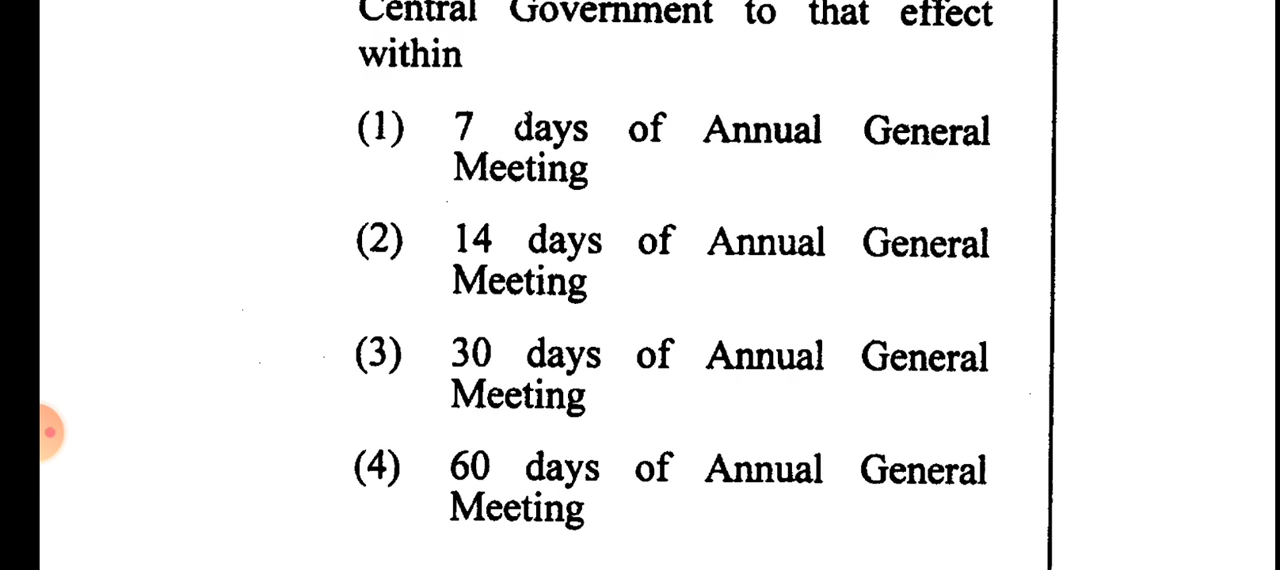 Central Government to that effect
within
(1) 7 days of Annual General
Meeting
(2) 14 days of Annual General
Meeting
(3) 30 days of Annual General
Meeting
(4) 60 days of Annual General
Meeting